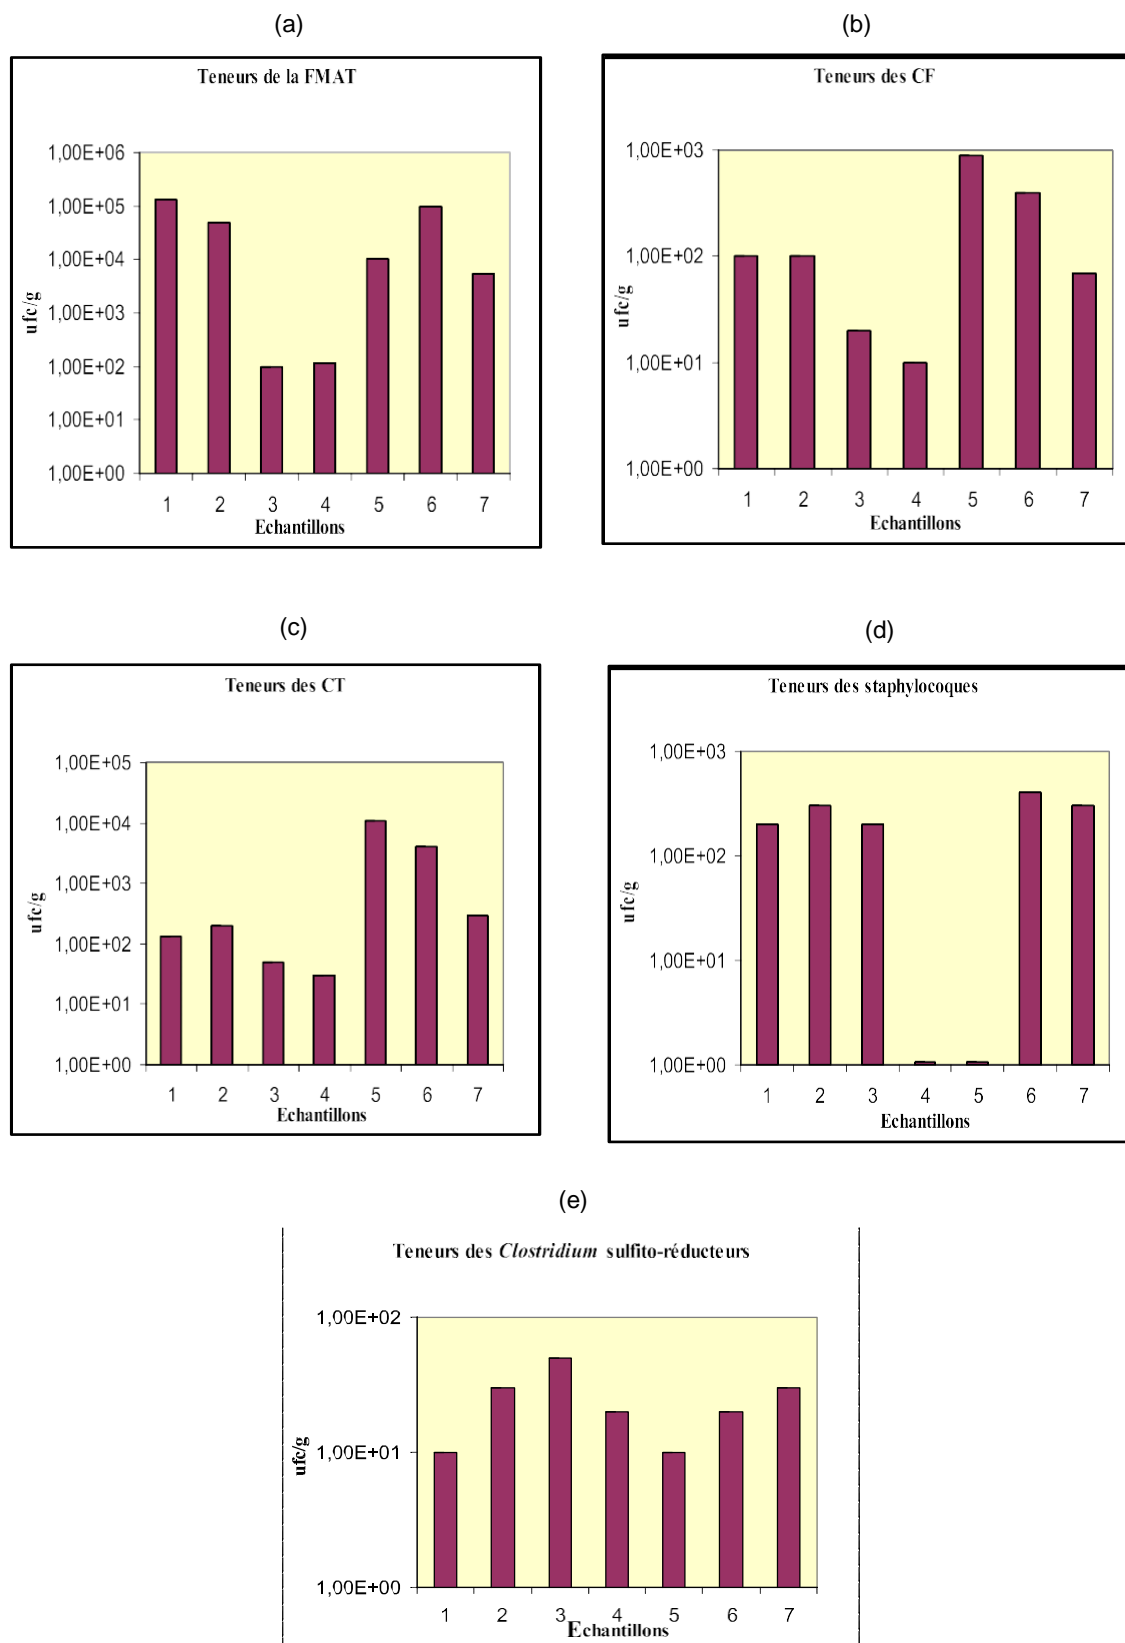 (a)
Teneurs de la FMAT
1,00E+06
1,00E+05
1,00E+04
1,00E+03
1,00E+02
1,00E+01
1,00E+00
ufc/g
1 2 3 4 5 6 7
Echantillons
(b)
Teneurs des CF
1,00E+03
1,00E+02
1,00E+01
1,00E+00
ufc/g
1 2 3 4 5 6 7
Echantillons
(c)
Teneurs des CT
1,00E+05
1,00E+04
1,00E+03
1,00E+02
1,00E+01
1,00E+00
ufc/g
1 2 3 4 5 6 7
Echantillons
(d)
Teneurs des staphylocoques
1,00E+03
1,00E+02
1,00E+01
1,00E+00
ufc/g
1 2 3 4 5 6 7
Echantillons
(e)
Teneurs des Clostridium sulfito-réducteurs
1,00E+02
1,00E+01
1,00E+00
ufc/g
1 2 3 4 5 6 7
Echantillons